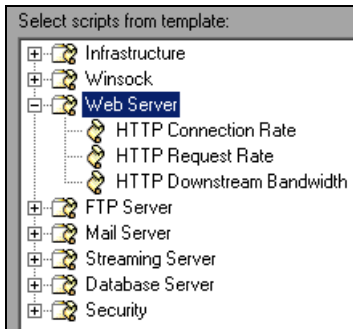 Select scripts from template:
Infrastructure
Winsock
Web Server
HTTP Connection Rate
HTTP Request Rate
HTTP Downstream Bandwidth
FTP Server
Mail Server
Streaming Server
Database Server
Security